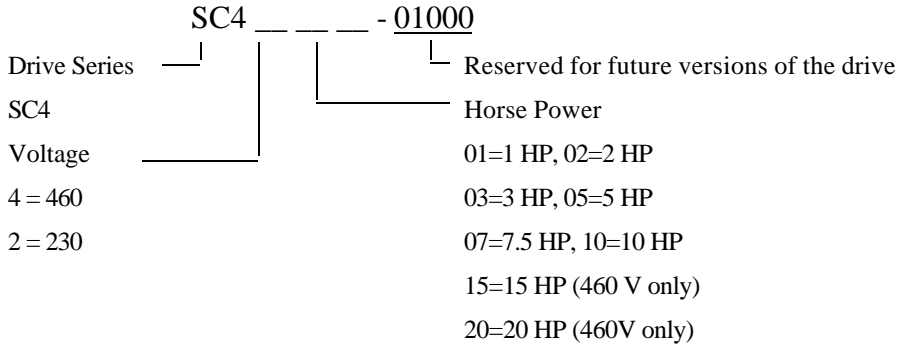 SC4 __ __ __ - 01000
Drive Series
Reserved for future versions of the drive
SC4
Horse Power
Voltage
01=1 HP, 02=2 HP
4 = 460
03=3 HP, 05=5 HP
2 = 230
07=7.5 HP, 10=10 HP
15=15 HP (460 V only)
20=20 HP (460V only)